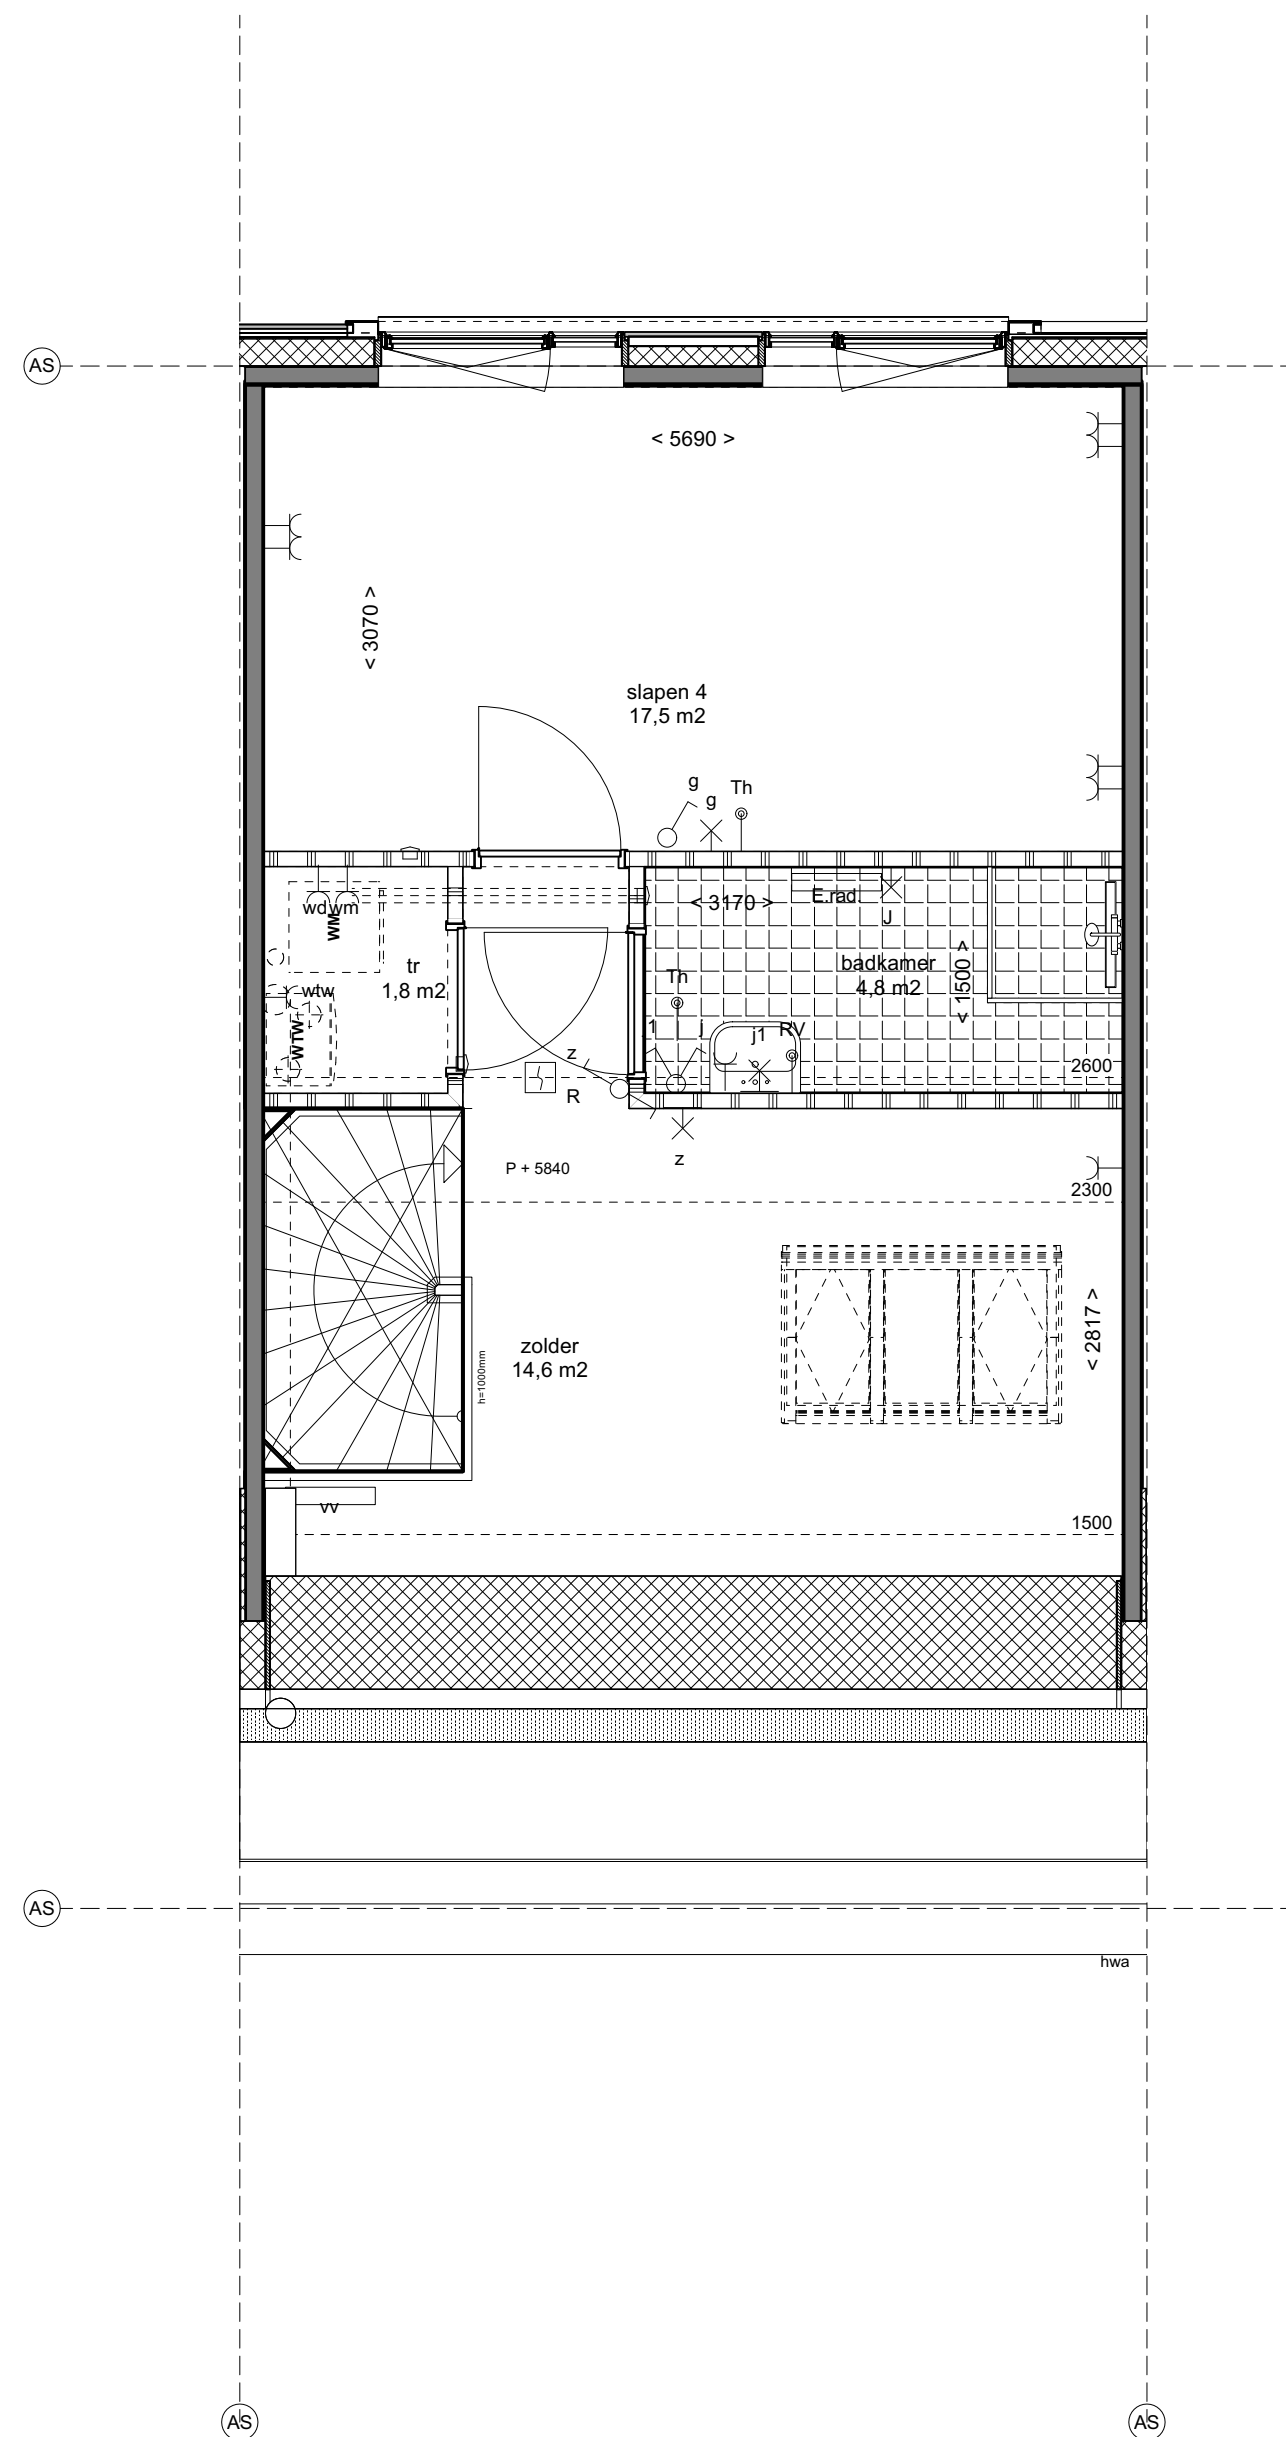 AS
< 5690 >
< 3070 >
slapen 4
17,5 m2
g
g
Th
wdwm
WM
< 3170 >
E.rad.
J
tr
1,8 m2
badkamer
4,8 m2
< 1500 >
wtw
WTW
Th
1
j
j1
RV
z
R
2600
z
P + 5840
2300
zolder
14,6 m2
h=1000mm
< 2817 >
vv
1500
AS
hwa
AS
AS